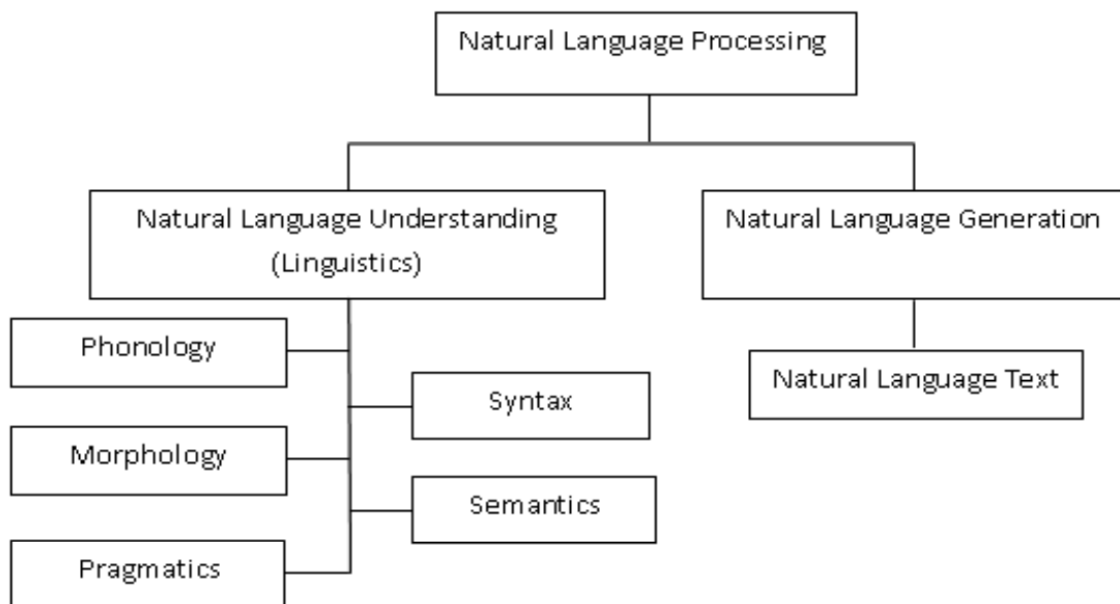 Natural Language Processing
Natural Language Understanding
(Linguistics)
Natural Language Generation
Phonology
Natural Language Text
Syntax
Morphology
Semantics
Pragmatics